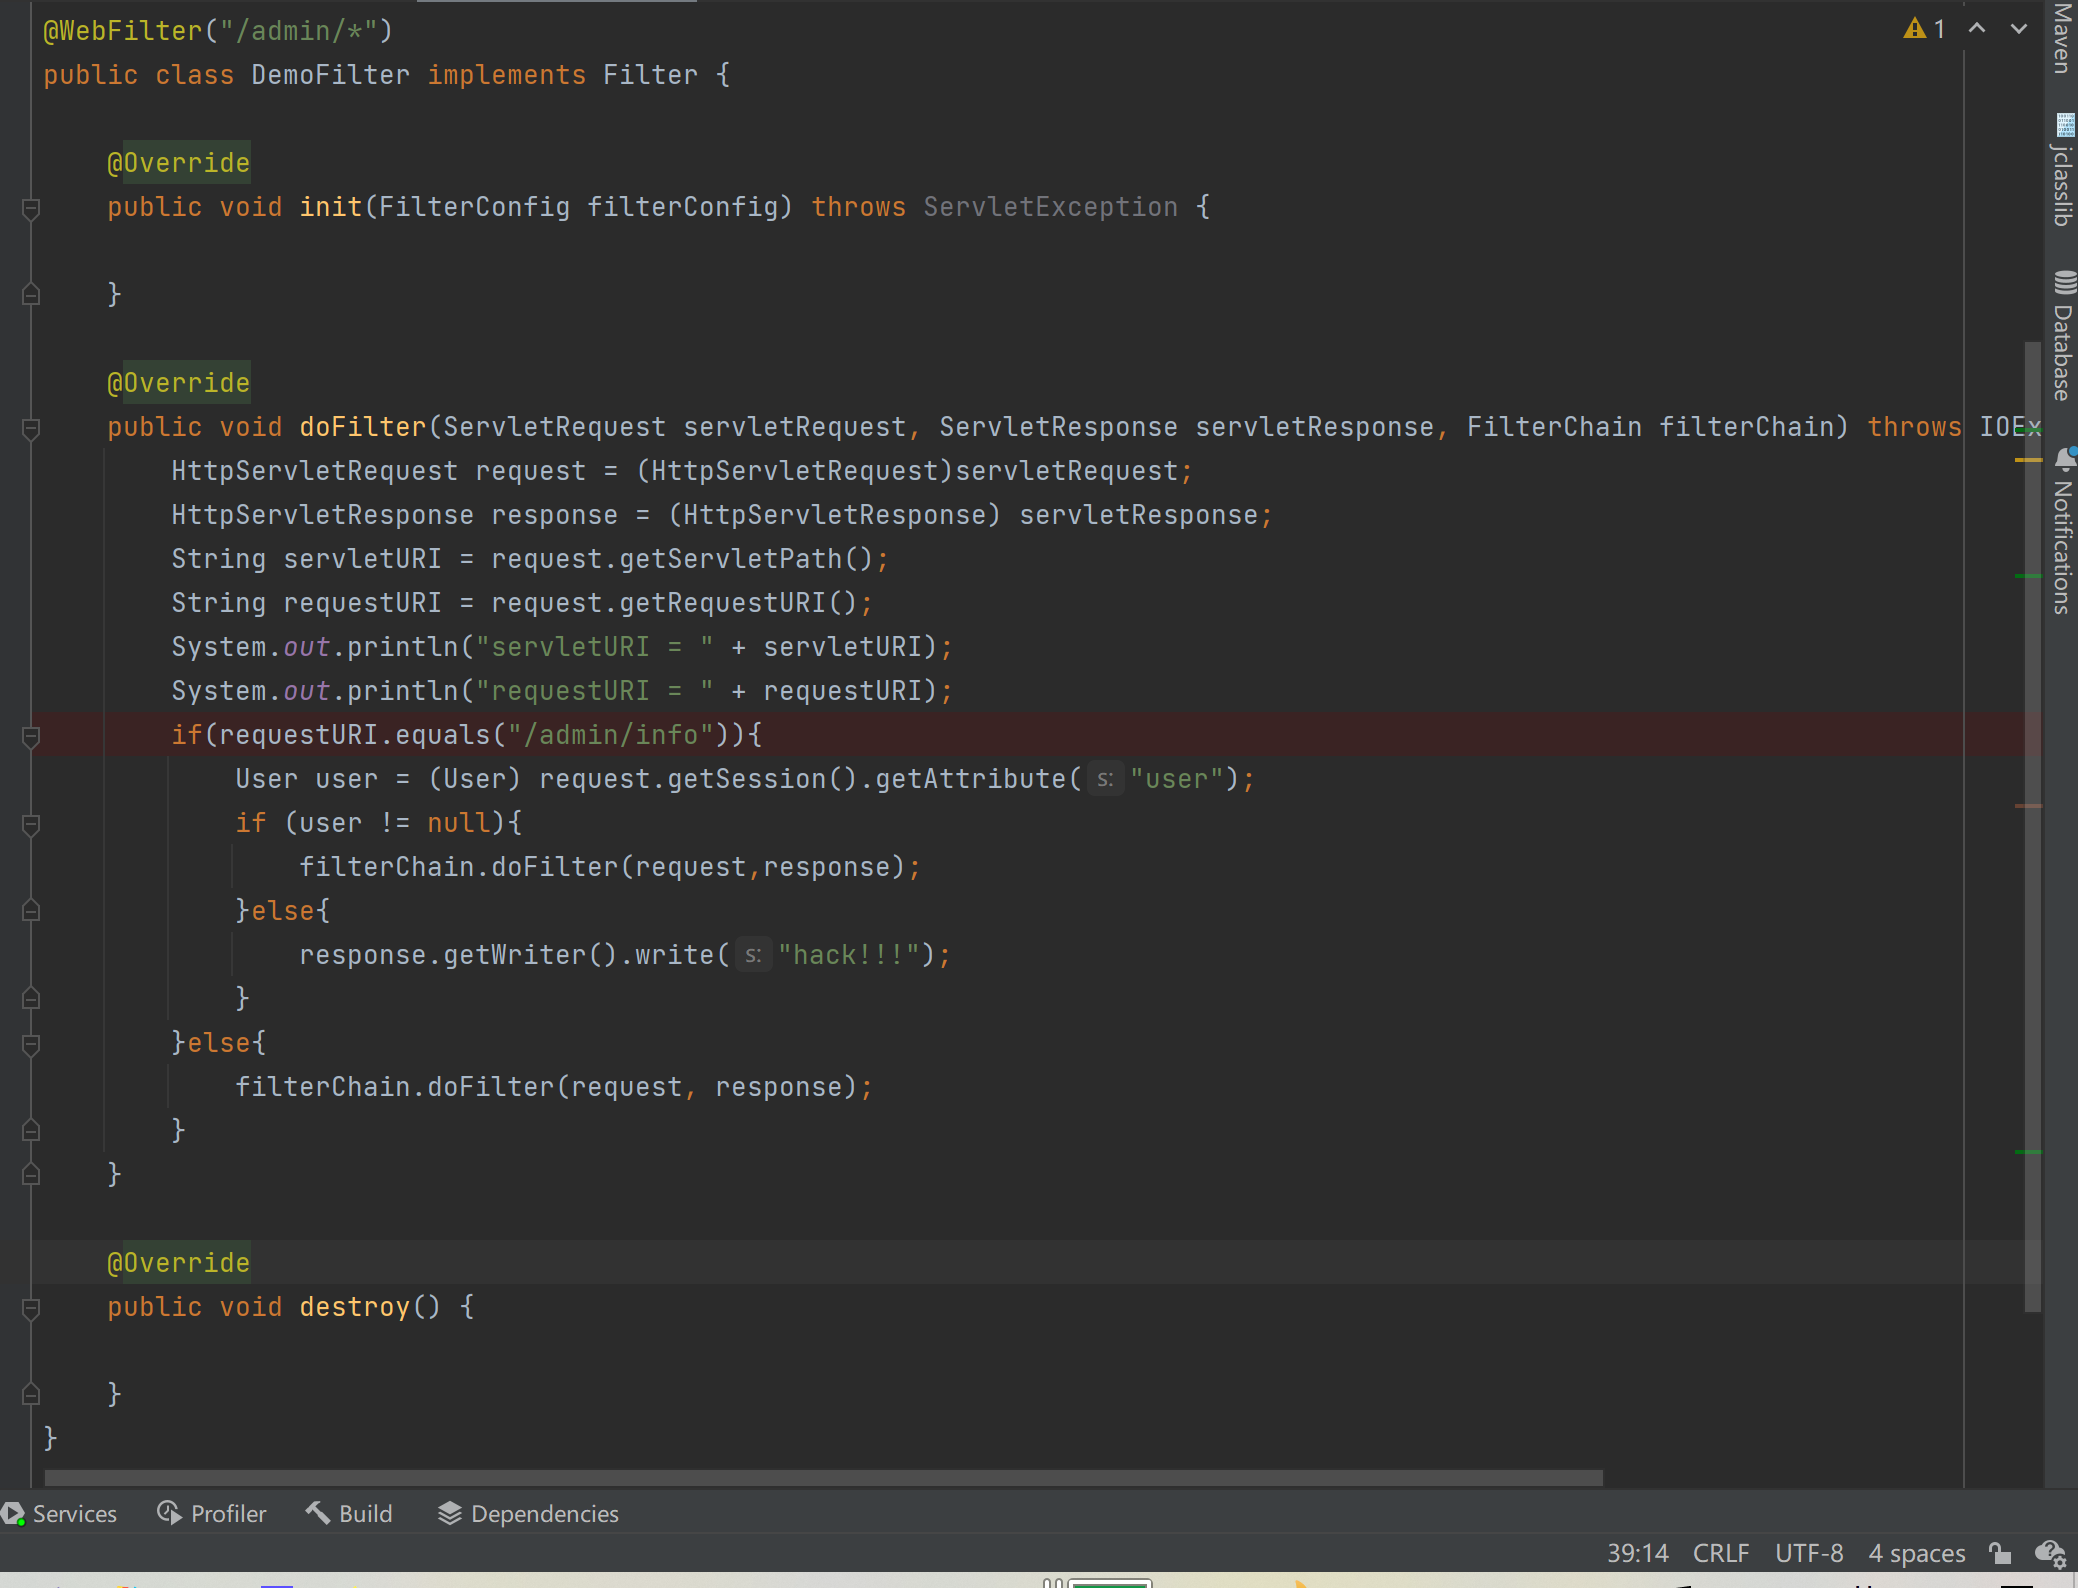 @WebFilter("/admin/*")
1
public class DemoFilter implements Filter {
@Override
public void init(FilterConfig filterConfig) throws ServletException {
}
@Override
public void doFilter(ServletRequest servletRequest, ServletResponse servletResponse, FilterChain filterChain) throws IOEx
HttpServletRequest request = (HttpServletRequest)servletRequest;
HttpServletResponse response = (HttpServletResponse) servletResponse;
String servletURI = request.getServletPath();
String requestURI = request.getRequestURI();
System.out.println("servletURI = " + servletURI);
System.out.println("requestURI = " + requestURI);
if(requestURI.equals("/admin/info")){
User user = (User) request.getSession().getAttribute( s: "user");
if (user != null){
filterChain.doFilter(request,response);
}else{
response.getWriter().write( s: "hack!!!");
}
}else{
filterChain.doFilter(request, response);
}
}
@Override
public void destroy() {
}
}
Maven
jclasslib
Database
Notifications
Services Profiler Build Dependencies
39:14 CRLF UTF-8 4 spaces